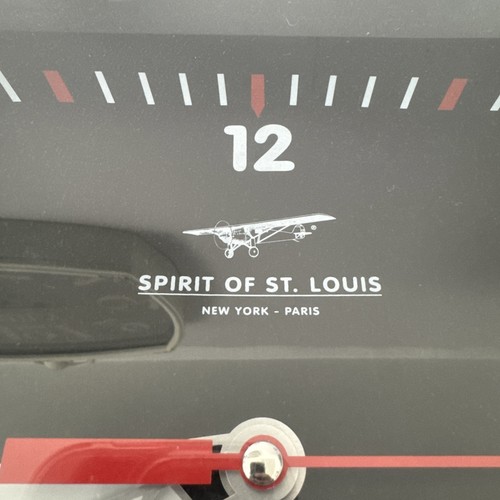 12
SPIRIT OF ST. LOUIS
NEW YORK - PARIS